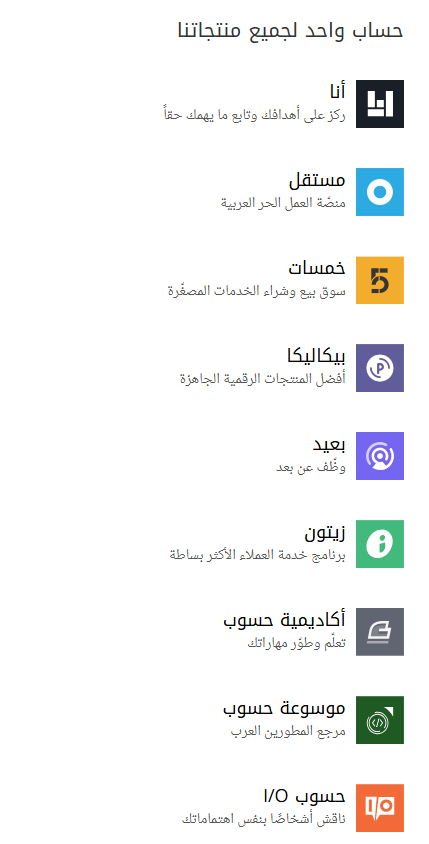 حساب واحد لجميع منتجاتنا
أنا
ركز على أهدافك وتابع ما يهمك حقاً
مستقل
منصّة العمل الحر العربية
خمسات
سوق بيع وشراء الخدمات المصغّرة
بيكاليكا
أفضل المنتجات الرقمية الجاهزة
بعيد
وظّف عن بعد
زيتون
برنامج خدمة العملاء الأكثر بساطة
أكاديمية حسوب
تعلّم وطوّر مهاراتك
موسوعة حسوب
مرجع المطورين العرب
حسوب I/O
ناقش أشخاصًا بنفس اهتماماتك